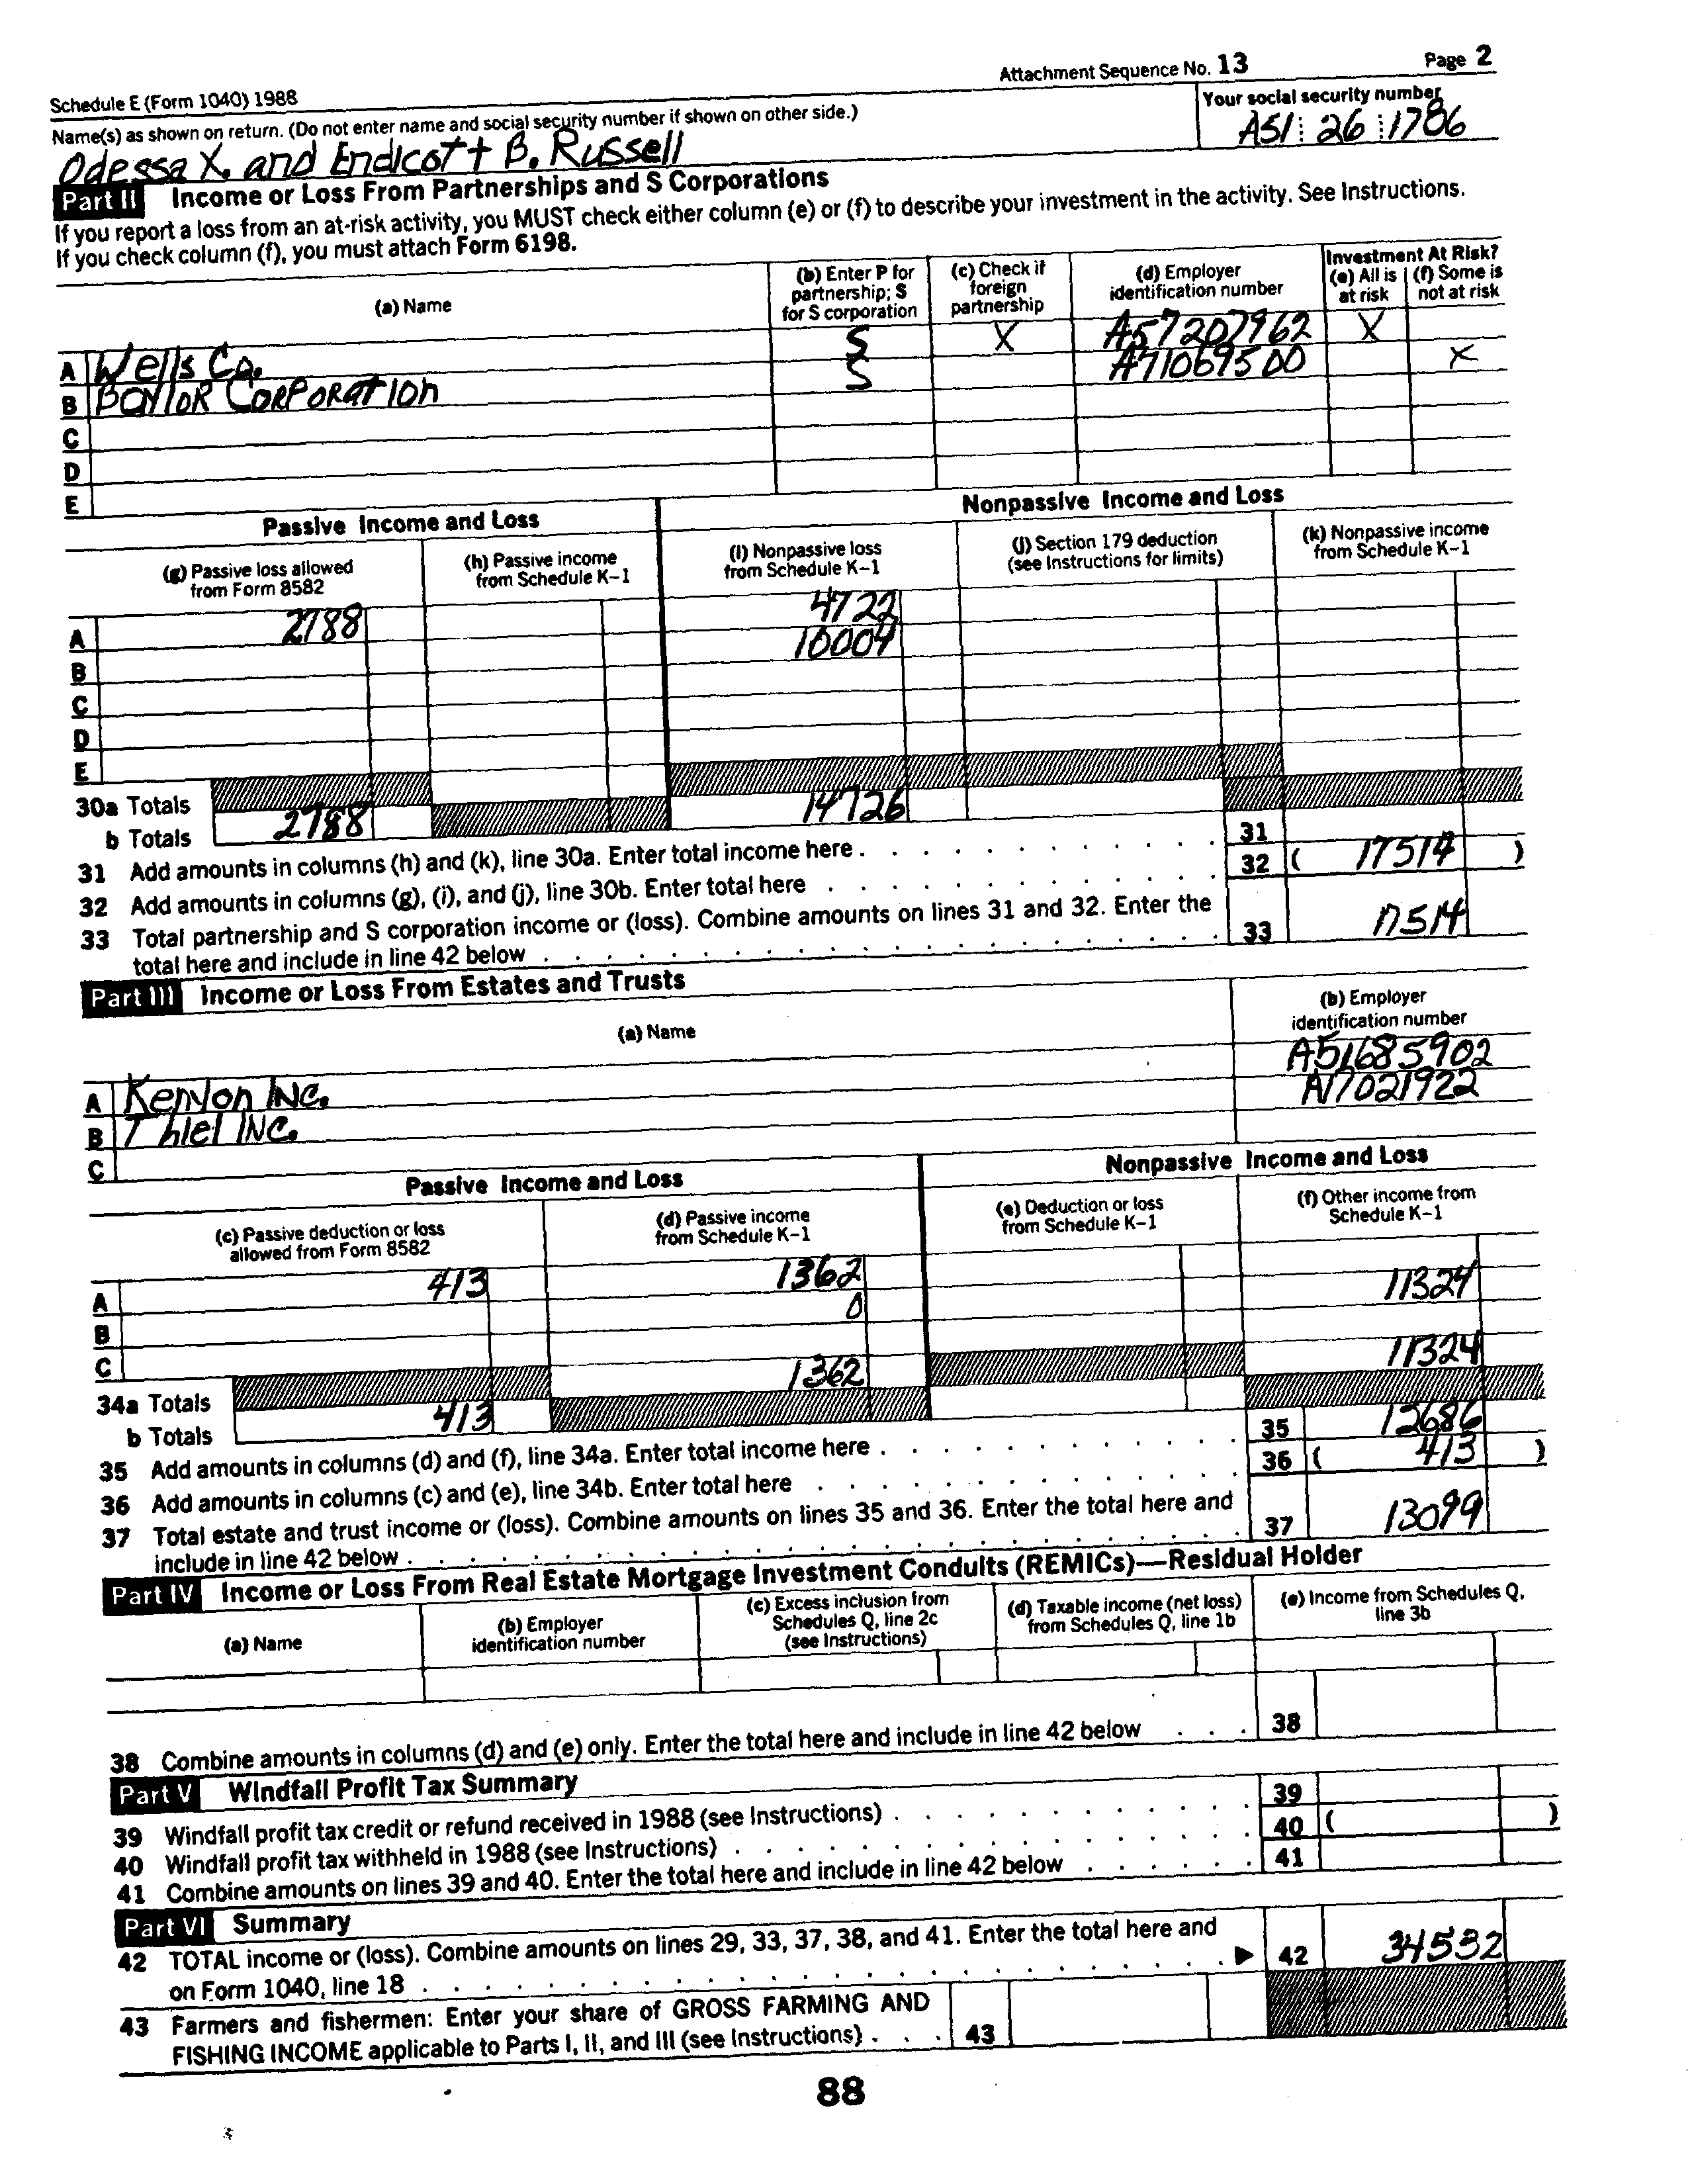 Attachment Sequence No. 13 Page 2
Schedule E (Form 1040) 1988
Name(s) as shown on return. (Do not enter name and social security number if shown on other side.) Your social security number
Odessa X. and Endicott B. Russell A51 26 1786
Part II Income or Loss From Partnerships and S Corporations
If you report a loss from an at-risk activity, you MUST check either column (e) or (f) to describe your investment in the activity. See Instructions.
If you check column (f), you must attach Form 6198.
(a) Name (b) Enter P for partnership; S for S corporation (c) Check if foreign partnership (d) Employer identification number Investment At Risk? (e) All is at risk (f) Some is not at risk
A Wells Co. S X A57207962 X
B Baylor Corporation S A71069500 X
C
D
E
Passive Income and Loss Nonpassive Income and Loss
(g) Passive loss allowed from Form 8582 (h) Passive income from Schedule K-1 (i) Nonpassive loss from Schedule K-1 (j) Section 179 deduction (see Instructions for limits) (k) Nonpassive income from Schedule K-1
A 2788 4722
B 10004
C
D
E
30a Totals
b Totals 2788 14726
31 Add amounts in columns (h) and (k), line 30a. Enter total income here . 31
32 Add amounts in columns (g), (i), and (j), line 30b. Enter total here 32 ( 17514 )
33 Total partnership and S corporation income or (loss). Combine amounts on lines 31 and 32. Enter the
total here and include in line 42 below 33 17514
Part III Income or Loss From Estates and Trusts
(a) Name (b) Employer identification number
A Kenyon Inc. A51685902
B Thiel Inc. A17021922
C
Passive Income and Loss Nonpassive Income and Loss
(c) Passive deduction or loss allowed from Form 8582 (d) Passive income from Schedule K-1 (e) Deduction or loss from Schedule K-1 (f) Other income from Schedule K-1
A 413 1362 11324
B 0
C
34a Totals 1362 11324
b Totals 413
35 Add amounts in columns (d) and (f), line 34a. Enter total income here . 35 12686
36 Add amounts in columns (c) and (e), line 34b. Enter total here 36 ( 413 )
37 Total estate and trust income or (loss). Combine amounts on lines 35 and 36. Enter the total here and
include in line 42 below . 37 13099
Part IV Income or Loss From Real Estate Mortgage Investment Conduits (REMICs)—Residual Holder
(a) Name (b) Employer identification number (c) Excess inclusion from Schedules Q, line 2c (see Instructions) (d) Taxable income (net loss) from Schedules Q, line 1b (e) Income from Schedules Q, line 3b
38 Combine amounts in columns (d) and (e) only. Enter the total here and include in line 42 below 38
Part V Windfall Profit Tax Summary
39 Windfall profit tax credit or refund received in 1988 (see Instructions) . 39
40 Windfall profit tax withheld in 1988 (see Instructions) . 40 ( )
41 Combine amounts on lines 39 and 40. Enter the total here and include in line 42 below 41
Part VI Summary
42 TOTAL income or (loss). Combine amounts on lines 29, 33, 37, 38, and 41. Enter the total here and
on Form 1040, line 18 . ▶ 42 34532
43 Farmers and fishermen: Enter your share of GROSS FARMING AND
FISHING INCOME applicable to Parts I, II, and III (see Instructions) . 43
88